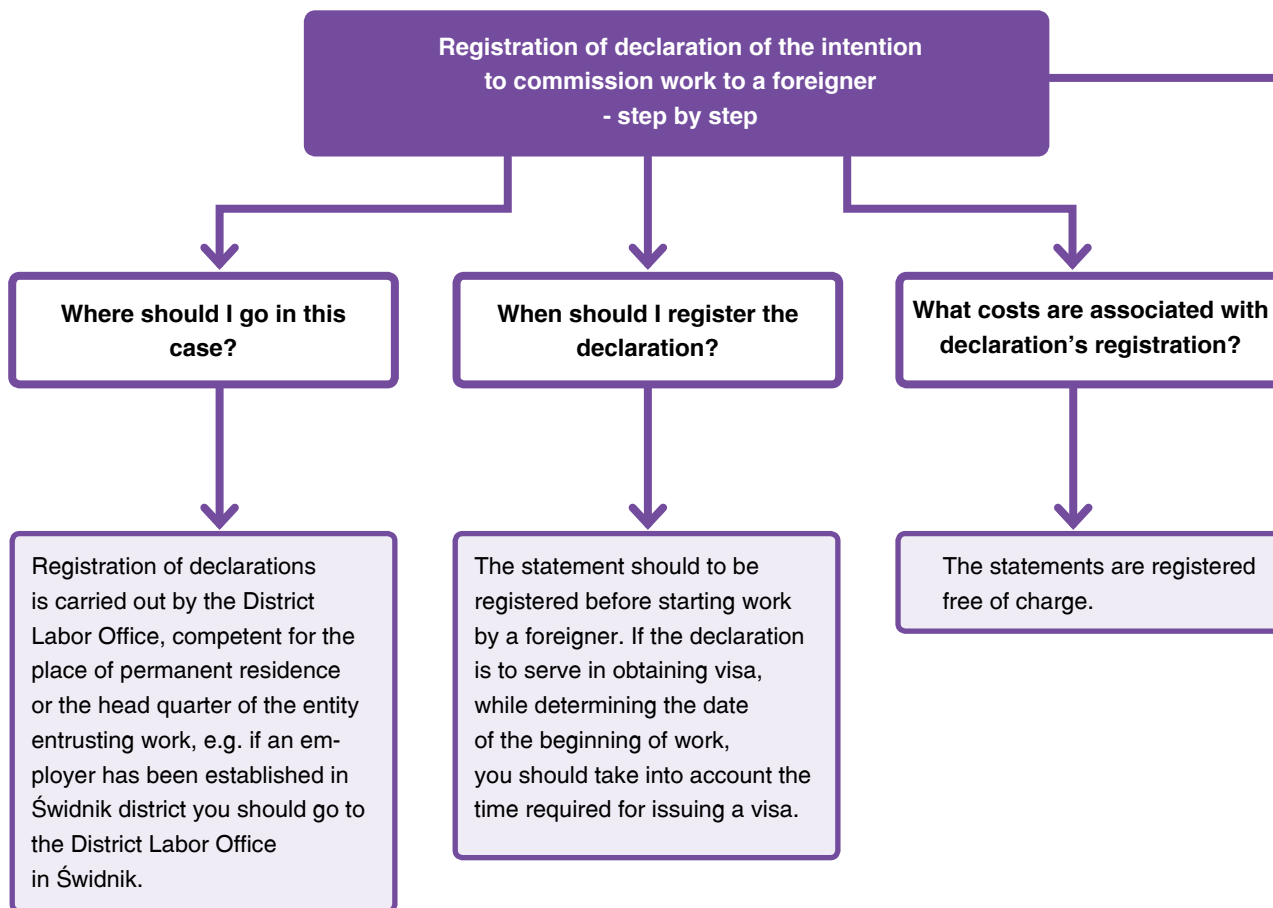 Registration of declaration of the intention
to commission work to a foreigner
- step by step
Where should I go in this
case?
Registration of declarations
is carried out by the District
Labor Office, competent for the
place of permanent residence
or the head quarter of the entity
entrusting work, e.g. if an em-
ployer has been established in
Świdnik district you should go to
the District Labor Office
in Świdnik.
When should I register the
declaration?
The statement should to be
registered before starting work
by a foreigner. If the declaration
is to serve in obtaining visa,
while determining the date
of the beginning of work,
you should take into account the
time required for issuing a visa.
What costs are associated with
declaration’s registration?
The statements are registered
free of charge.